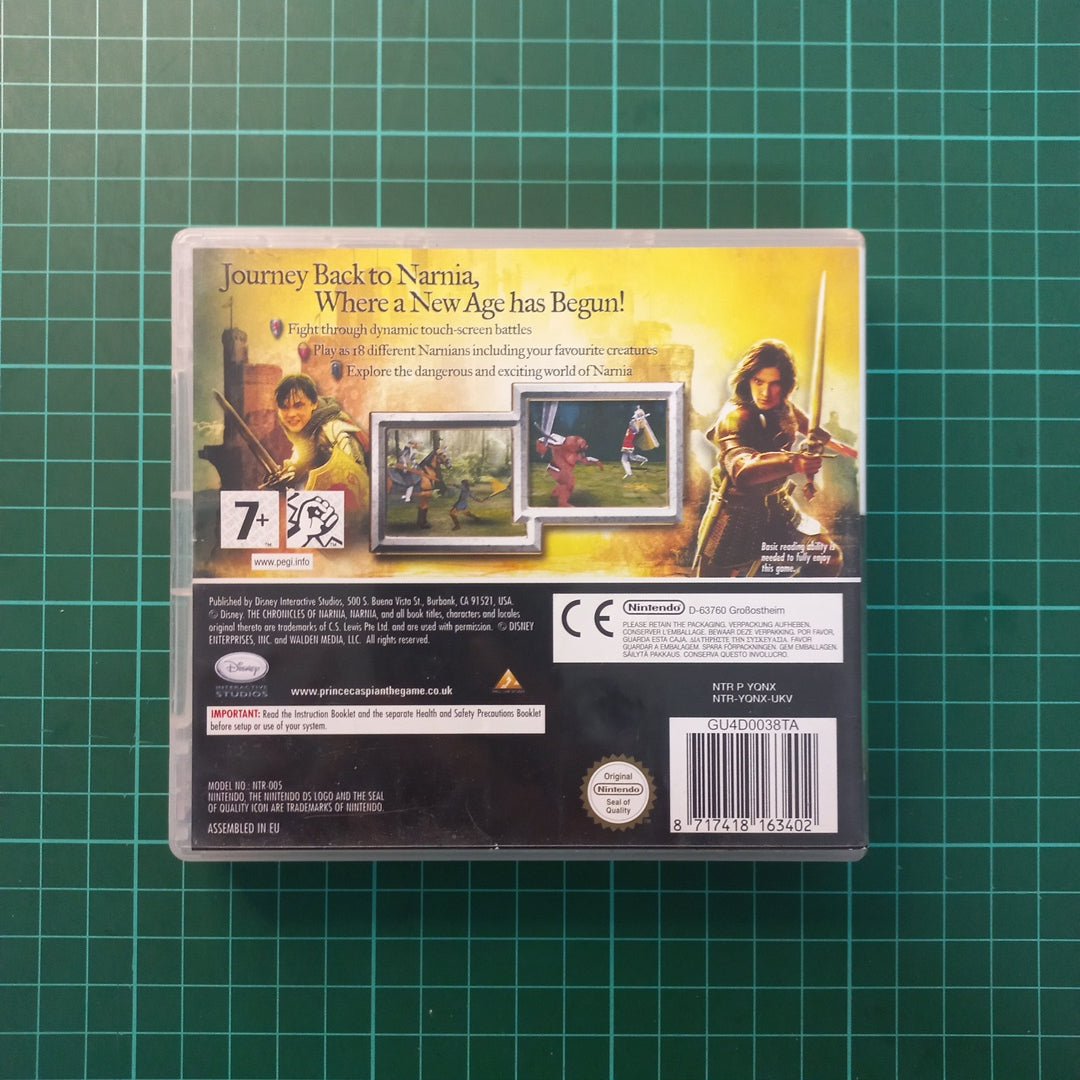 Journey Back to Narnia,
Where a New Age has Begun!
Fight through dynamic touch-screen battles
Play as 18 different Narnians including your favourite creatures
Explore the dangerous and exciting world of Narnia
7+
TM
TM
www.pegi.info
Basic reading ability is
needed to fully enjoy
this game.
Published by Disney Interactive Studios, 500 S. Buena Vista St., Burbank, CA 91521, USA.
© Disney. THE CHRONICLES OF NARNIA, NARNIA, and all book titles, characters and locales
original thereto are trademarks of C.S. Lewis Pte Ltd. and are used with permission. © DISNEY
ENTERPRISES, INC. and WALDEN MEDIA, LLC. All rights reserved.
Disney
INTERACTIVE
STUDIOS
www.princecaspianthegame.co.uk
IMPORTANT: Read the Instruction Booklet and the separate Health and Safety Precautions Booklet
before setup or use of your system.
MODEL NO.: NTR-005
NINTENDO, THE NINTENDO DS LOGO AND THE SEAL
OF QUALITY ICON ARE TRADEMARKS OF NINTENDO.
ASSEMBLED IN EU
CE
Nintendo D-63760 Großostheim
PLEASE RETAIN THE PACKAGING. VERPACKUNG AUFHEBEN.
CONSERVER L'EMBALLAGE. BEWAAR DEZE VERPAKKING. POR FAVOR,
GUARDA ESTA CAJA. ΔΙΑΤΗΡΗΣΤΕ ΤΗΝ ΣΥΣΚΕΥΑΣΙΑ. FAVOR
GUARDAR A EMBALAGEM. SPARA FÖRPACKNINGEN. GEM EMBALLAGEN.
SÄILYTÄ PAKKAUS. CONSERVA QUESTO INVOLUCRO.
NTR P YQNX
NTR-YQNX-UKV
GU4D0038TA
8 717418 163402
Original
Nintendo
Seal of
Quality